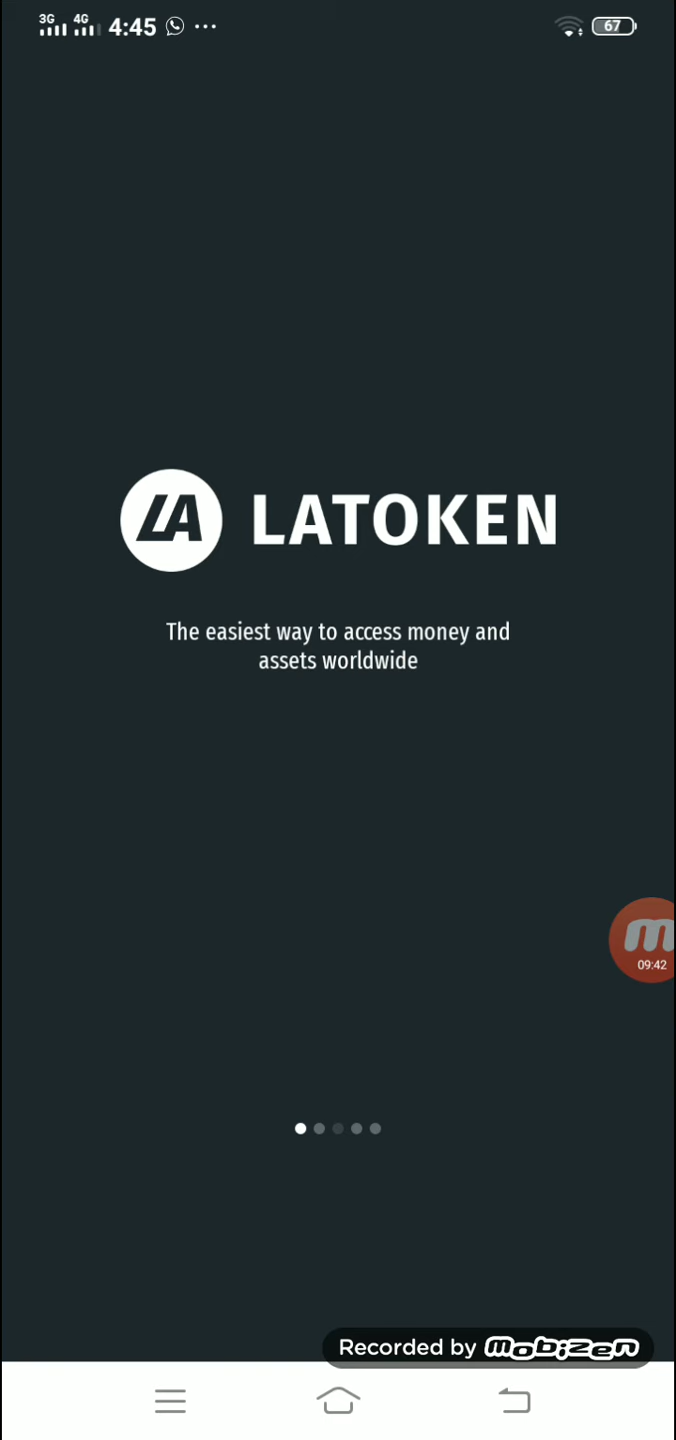 3G 4G 4:45 ... 67
LA LATOKEN
The easiest way to access money and
assets worldwide
m
09:42
Recorded by mobizen